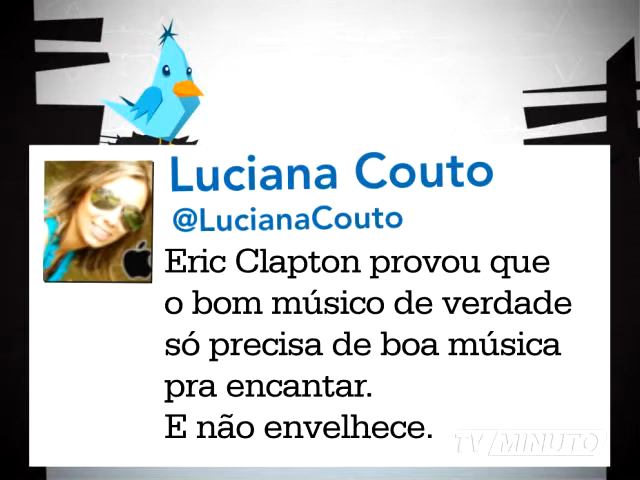 Luciana Couto
@LucianaCouto
Eric Clapton provou que
o bom músico de verdade
só precisa de boa música
pra encantar.
E não envelhece.
TV MINUTO